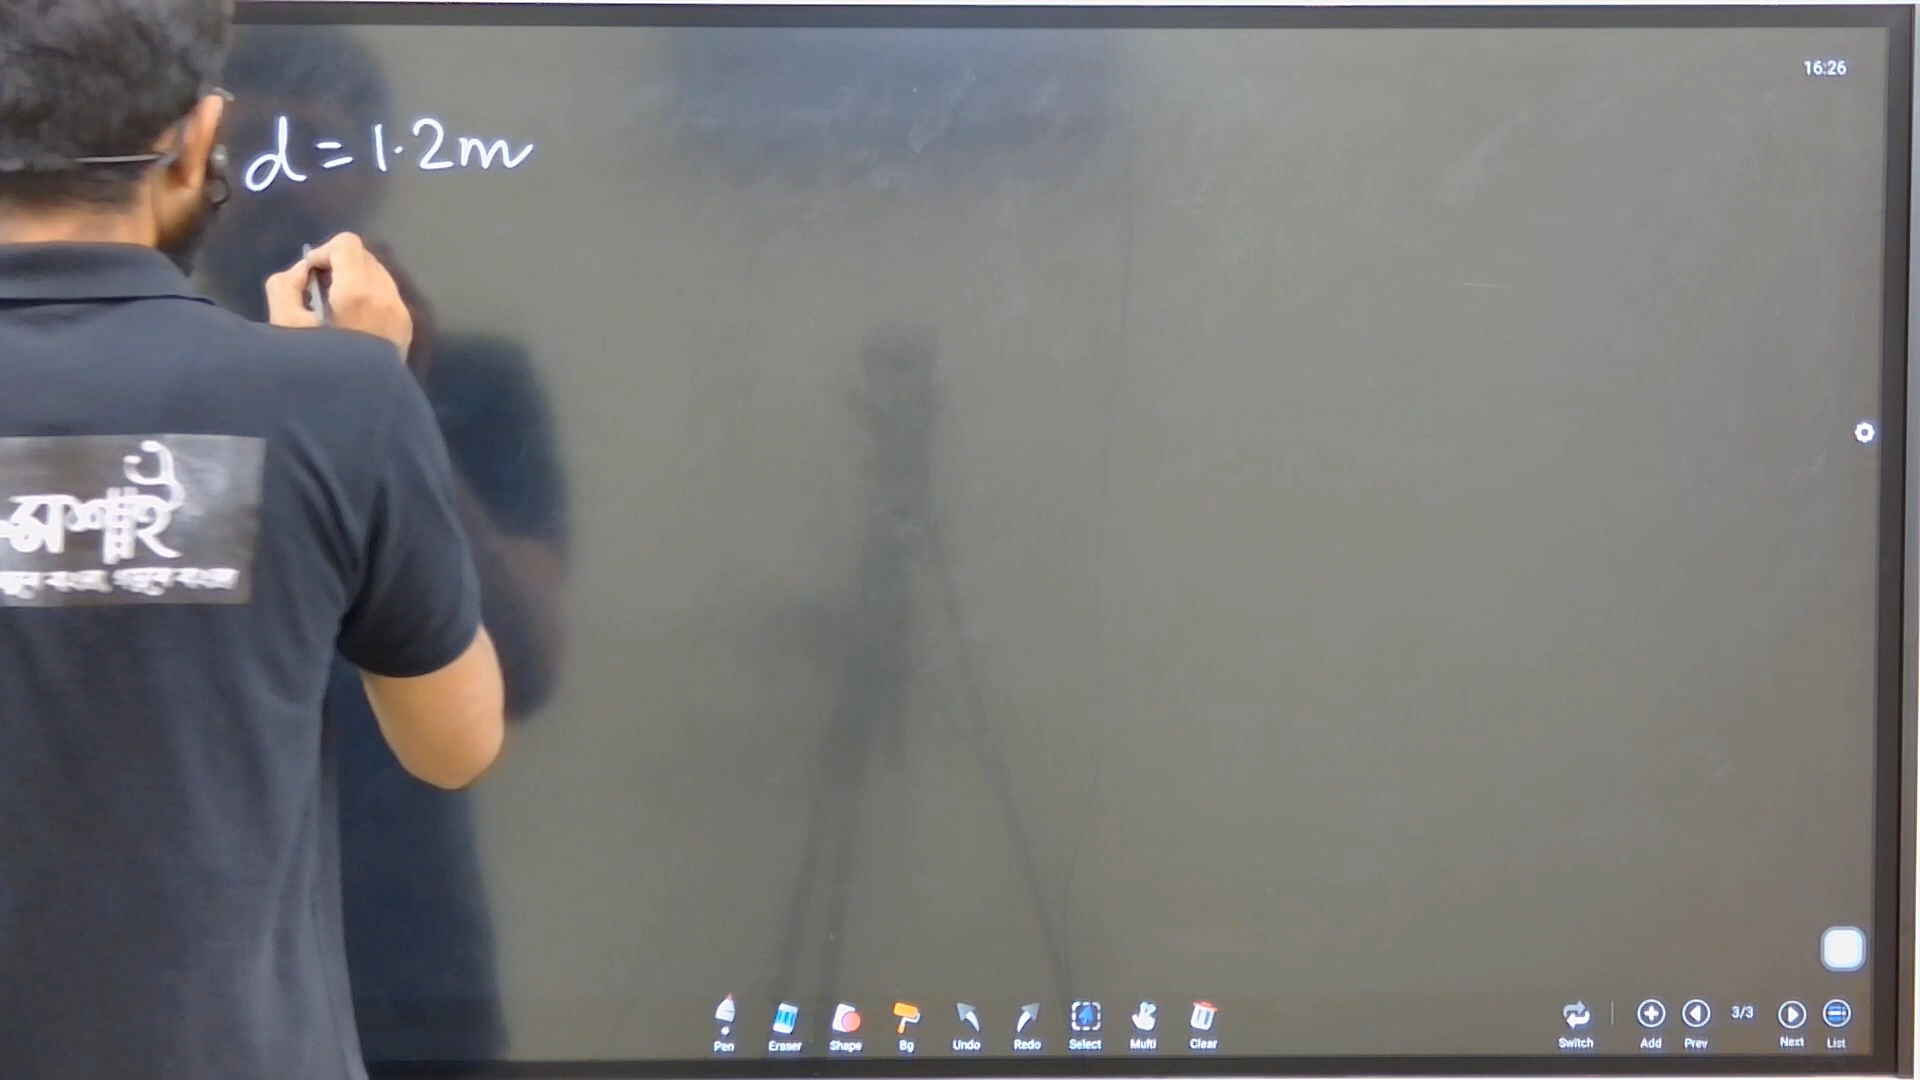 16:26
d = 1.2m
মশাই
Pen Eraser Shape Bg Undo Redo Select Multi Clear Switch Add Prev 3/3 Next List